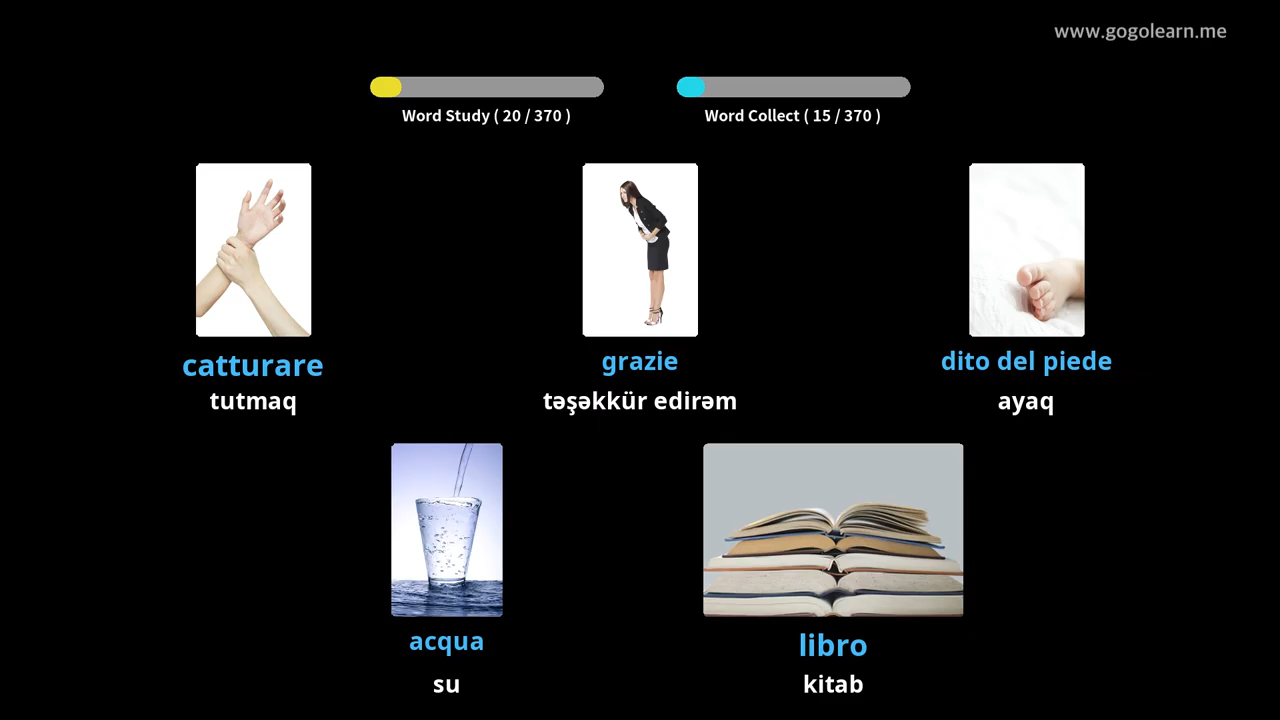 www.gogolearn.me
Word Study ( 20 / 370 )
Word Collect ( 15 / 370 )
catturare
tutmaq
grazie
təşəkkür edirəm
dito del piede
ayaq
acqua
su
libro
kitab